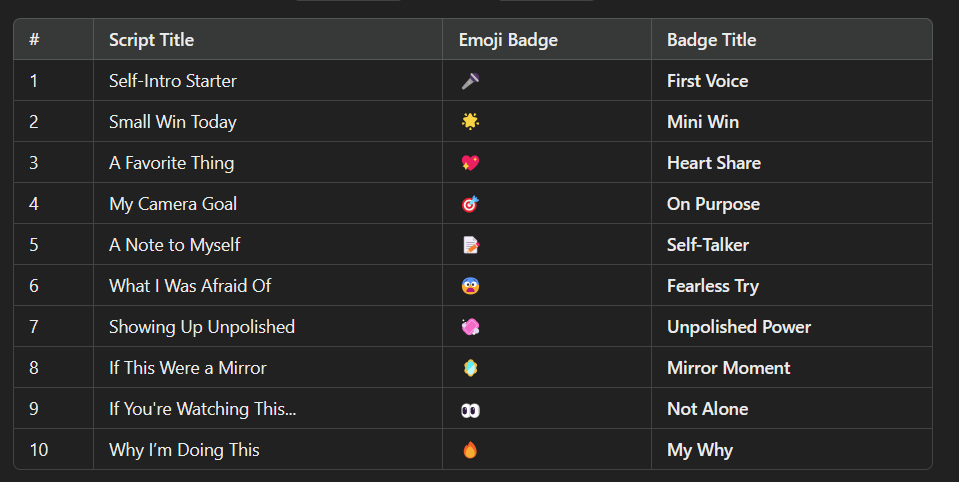 # Script Title Emoji Badge Badge Title
1 Self-Intro Starter 🎤 First Voice
2 Small Win Today 🌟 Mini Win
3 A Favorite Thing 💖 Heart Share
4 My Camera Goal 🎯 On Purpose
5 A Note to Myself 📝 Self-Talker
6 What I Was Afraid Of 😨 Fearless Try
7 Showing Up Unpolished 🧼 Unpolished Power
8 If This Were a Mirror 🪞 Mirror Moment
9 If You're Watching This... 👀 Not Alone
10 Why I’m Doing This 🔥 My Why